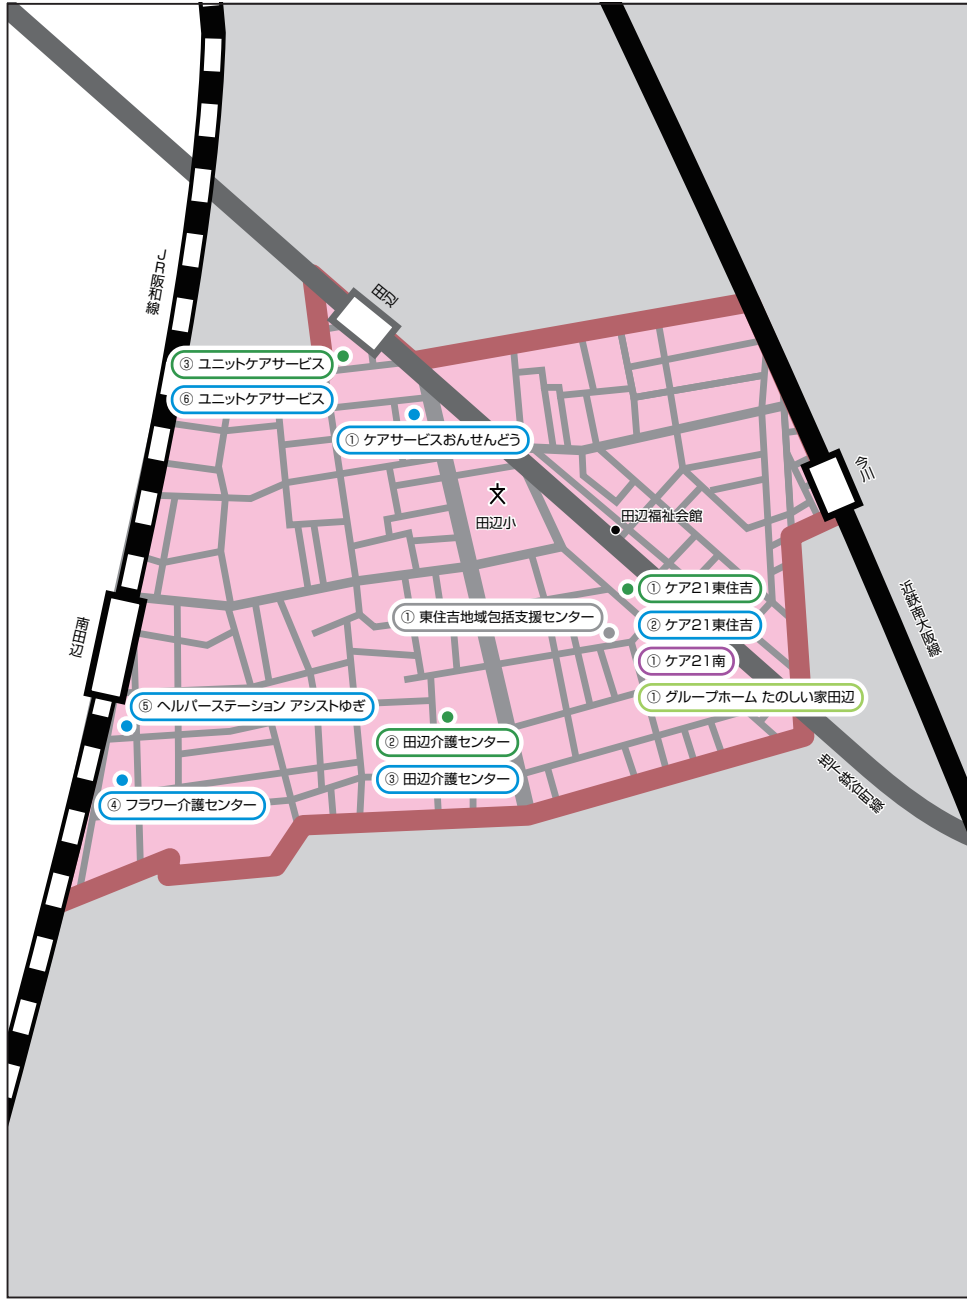 JR阪和線
田辺
③ ユニットケアサービス
⑥ ユニットケアサービス
① ケアサービスおんせんどう
今川
文
田辺小
田辺福祉会館
① ケア21東住吉
② ケア21東住吉
① ケア21南
① グループホーム たのしい家田辺
① 東住吉地域包括支援センター
近鉄南大阪線
南田辺
⑤ ヘルパーステーション アシストゆぎ
② 田辺介護センター
③ 田辺介護センター
④ フラワー介護センター
地下鉄谷町線